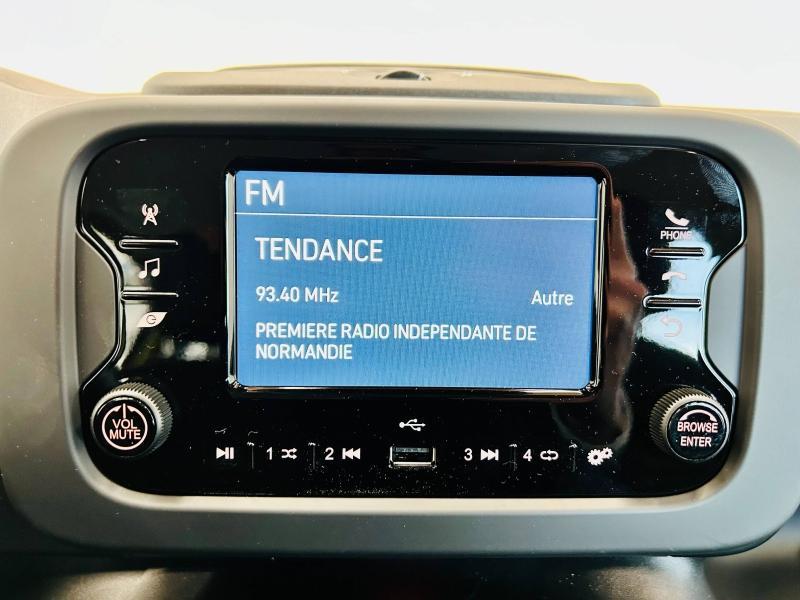 FM
TENDANCE
93.40 MHz Autre
PREMIERE RADIO INDEPENDANTE DE
NORMANDIE
PHONE
VOL
MUTE
BROWSE
ENTER
1 2 3 4